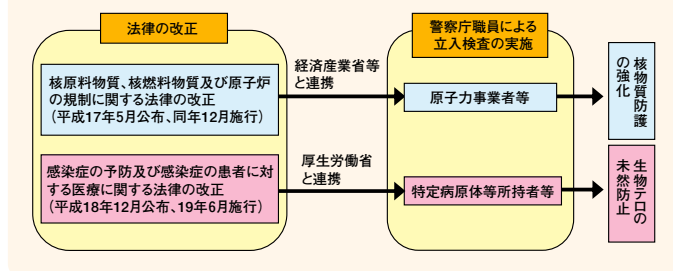 法律の改正
警察庁職員による
立入検査の実施
核原料物質、核燃料物質及び原子炉
の規制に関する法律の改正
（平成17年5月公布、同年12月施行）
経済産業省等
と連携
原子力事業者等
核物質防護
の強化
感染症の予防及び感染症の患者に対
する医療に関する法律の改正
（平成18年12月公布、19年6月施行）
厚生労働省
と連携
特定病原体等所持者等
生物テロの
未然防止